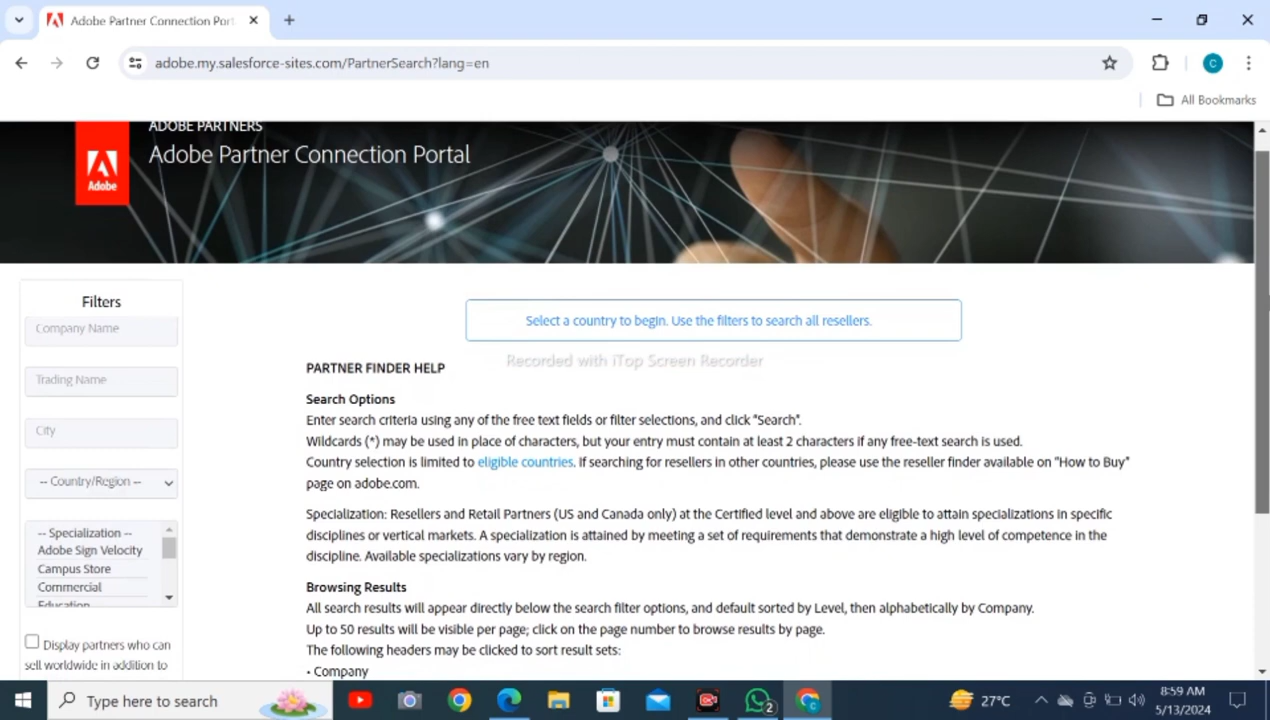 Adobe Partner Connection Port
adobe.my.salesforce-sites.com/PartnerSearch?lang=en
C
All Bookmarks
ADOBE PARTNERS
Adobe Partner Connection Portal
Adobe
Filters
Company Name
Trading Name
City
-- Country/Region --
-- Specialization --
Adobe Sign Velocity
Campus Store
Commercial
Education
Display partners who can
sell worldwide in addition to
Select a country to begin. Use the filters to search all resellers.
Recorded with iTop Screen Recorder
PARTNER FINDER HELP
Search Options
Enter search criteria using any of the free text fields or filter selections, and click "Search".
Wildcards (*) may be used in place of characters, but your entry must contain at least 2 characters if any free-text search is used.
Country selection is limited to eligible countries. If searching for resellers in other countries, please use the reseller finder available on "How to Buy"
page on adobe.com.
Specialization: Resellers and Retail Partners (US and Canada only) at the Certified level and above are eligible to attain specializations in specific
disciplines or vertical markets. A specialization is attained by meeting a set of requirements that demonstrate a high level of competence in the
discipline. Available specializations vary by region.
Browsing Results
All search results will appear directly below the search filter options, and default sorted by Level, then alphabetically by Company.
Up to 50 results will be visible per page; click on the page number to browse results by page.
The following headers may be clicked to sort result sets:
• Company
Type here to search
2
C
27°C
8:59 AM
5/13/2024